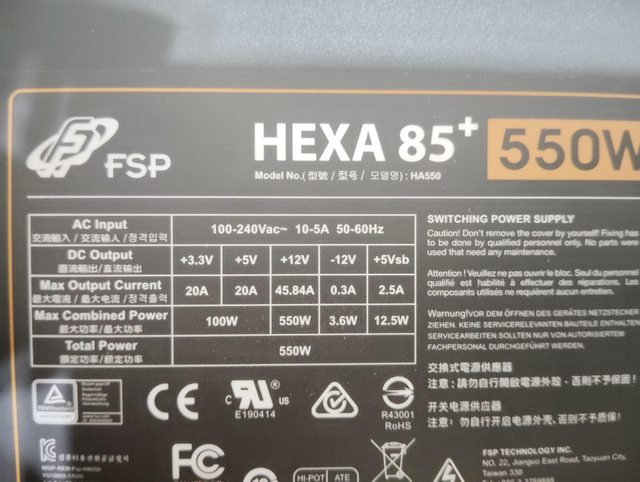 FSP
HEXA 85+ 550W
Model No.( 型號 / 型号 / 모델명) : HA550
AC Input
交流輸入 / 交流输入 / 정격입력
100-240Vac~ 10-5A 50-60Hz
DC Output
直流輸出/直流输出
+3.3V +5V +12V -12V +5Vsb
Max Output Current
最大電流 / 最大电流 / 정격출력
20A 20A 45.84A 0.3A 2.5A
Max Combined Power
最大功率/最大功率
100W 550W 3.6W 12.5W
Total Power
額定功率/额定功率
550W
SWITCHING POWER SUPPLY
Caution! Don't remove the cover by yourself! Fixing has
to be done by qualified personnel only, No parts were
used that need any maintenance.
Attention ! Veuillez ne pas ouvrir le bloc. Seul du personnel
qualifié est habilité à effectuer des réparations. Les
composants utilisés ne requièrent aucun entretien.
Warnung!VOR DEM ÖFFNEN DES GERÄTES NETZSTECKER
ZIEHEN. KEINE SERVICERELEVANTEN BAUTEILE ENTHALTEN
SERVICEARBEITEN SOLLTEN NUR VON AUTORISIERTEM
FACHPERSONAL DURCHGEFÜHRT WERDEN.
交換式電源供應器
注意:請勿自行開啟電源外殼,否則不予保固!
开关电源供应器
注意:勿自行开启电源外壳,否则不予质保!
CE
c RU US
E190414
R43001
RoHS
FC
HI-POT ATE
FSP TECHNOLOGY INC.
NO. 22, Jianguo East Road, Taoyuan City,
Taiwan 330